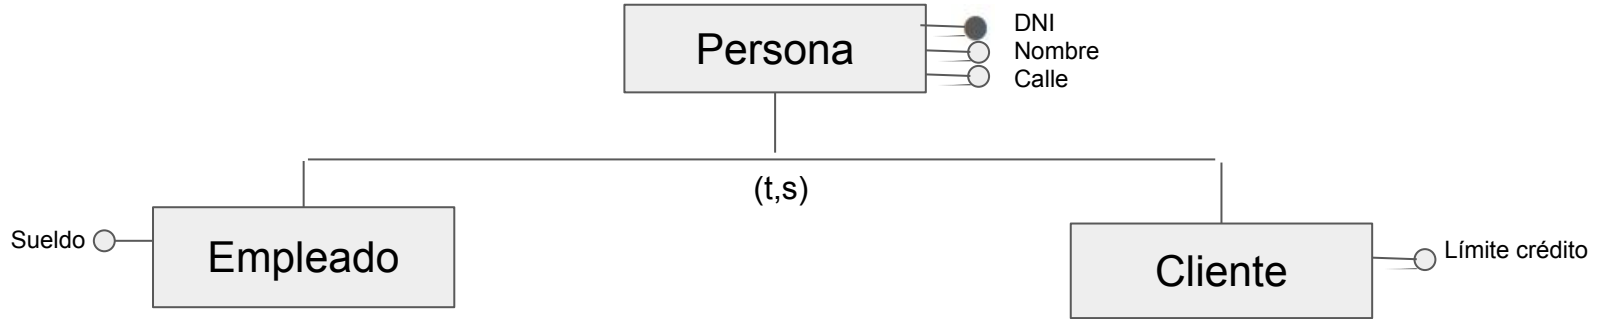 Persona
DNI
Nombre
Calle
(t,s)
Sueldo
Empleado
Cliente
Límite crédito